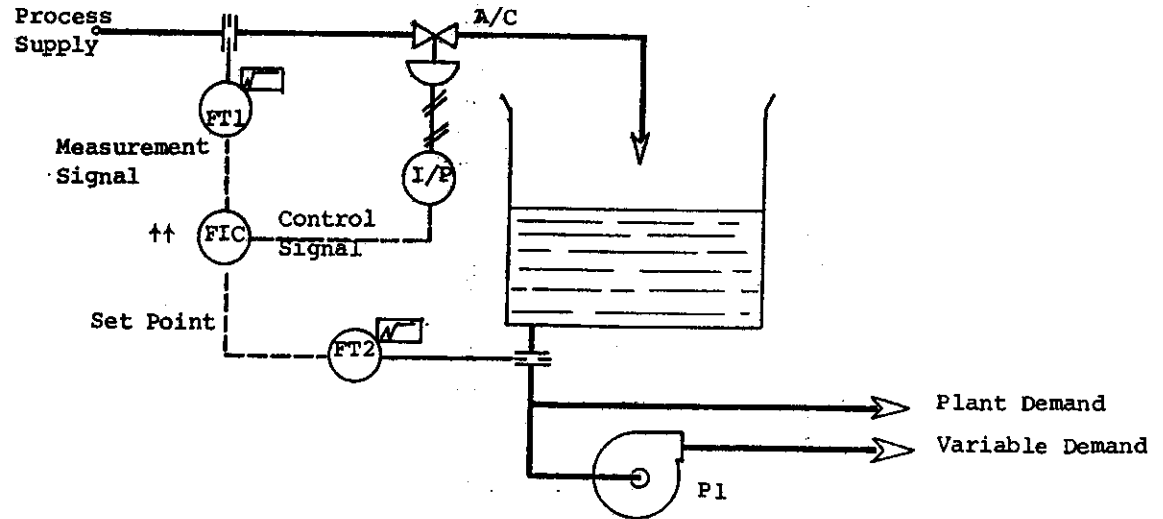 Process
Supply
A/C
FT1
Measurement
Signal
I/P
↑↑
FIC
Control
Signal
Set Point
FT2
Plant Demand
Variable Demand
P1